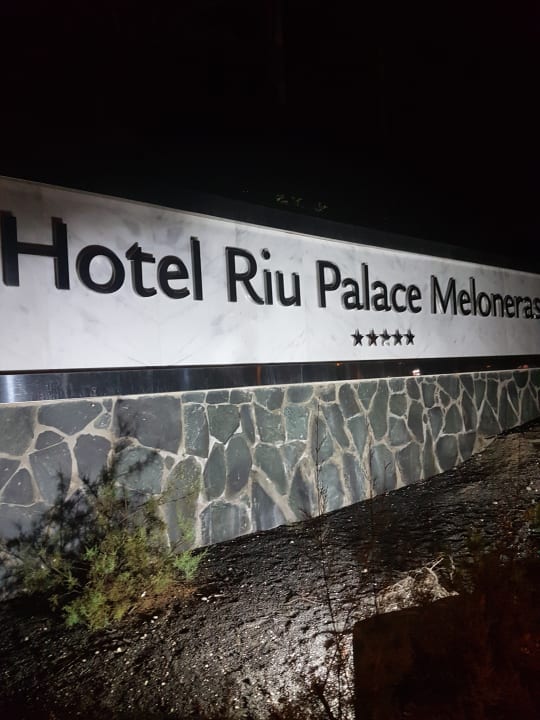 Hotel Riu Palace Meloneras
★★★★★